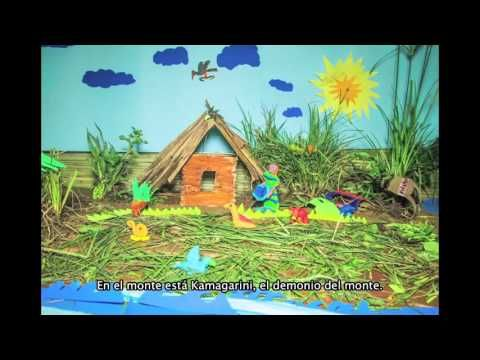 En el monte está Kamagarini, el demonio del monte.